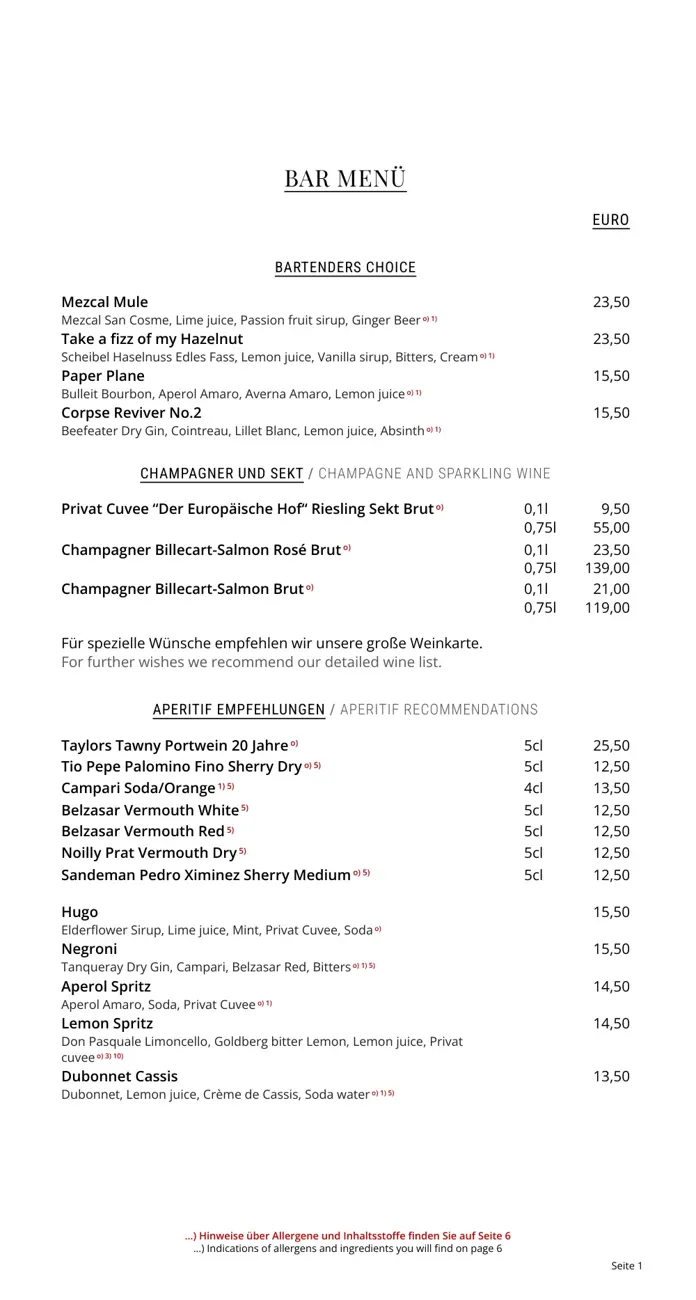 BAR MENÜ
EURO
BARTENDERS CHOICE
Mezcal Mule 23,50
Mezcal San Cosme, Lime juice, Passion fruit sirup, Ginger Beer o) 1)
Take a fizz of my Hazelnut 23,50
Scheibel Haselnuss Edles Fass, Lemon juice, Vanilla sirup, Bitters, Cream o) 1)
Paper Plane 15,50
Bulleit Bourbon, Aperol Amaro, Averna Amaro, Lemon juice o) 1)
Corpse Reviver No.2 15,50
Beefeater Dry Gin, Cointreau, Lillet Blanc, Lemon juice, Absinth o) 1)
CHAMPAGNER UND SEKT / CHAMPAGNE AND SPARKLING WINE
Privat Cuvee “Der Europäische Hof“ Riesling Sekt Brut o) 0,1l 9,50
0,75l 55,00
Champagner Billecart-Salmon Rosé Brut o) 0,1l 23,50
0,75l 139,00
Champagner Billecart-Salmon Brut o) 0,1l 21,00
0,75l 119,00
Für spezielle Wünsche empfehlen wir unsere große Weinkarte.
For further wishes we recommend our detailed wine list.
APERITIF EMPFEHLUNGEN / APERITIF RECOMMENDATIONS
Taylors Tawny Portwein 20 Jahre o) 5cl 25,50
Tio Pepe Palomino Fino Sherry Dry o) 5) 5cl 12,50
Campari Soda/Orange 1) 5) 4cl 13,50
Belzasar Vermouth White 5) 5cl 12,50
Belzasar Vermouth Red 5) 5cl 12,50
Noilly Prat Vermouth Dry 5) 5cl 12,50
Sandeman Pedro Ximinez Sherry Medium o) 5) 5cl 12,50
Hugo 15,50
Elderflower Sirup, Lime juice, Mint, Privat Cuvee, Soda o)
Negroni 15,50
Tanqueray Dry Gin, Campari, Belzasar Red, Bitters o) 1) 5)
Aperol Spritz 14,50
Aperol Amaro, Soda, Privat Cuvee o) 1)
Lemon Spritz 14,50
Don Pasquale Limoncello, Goldberg bitter Lemon, Lemon juice, Privat
cuvee o) 3) 10)
Dubonnet Cassis 13,50
Dubonnet, Lemon juice, Crème de Cassis, Soda water o) 1) 5)
...) Hinweise über Allergene und Inhaltsstoffe finden Sie auf Seite 6
...) Indications of allergens and ingredients you will find on page 6
Seite 1